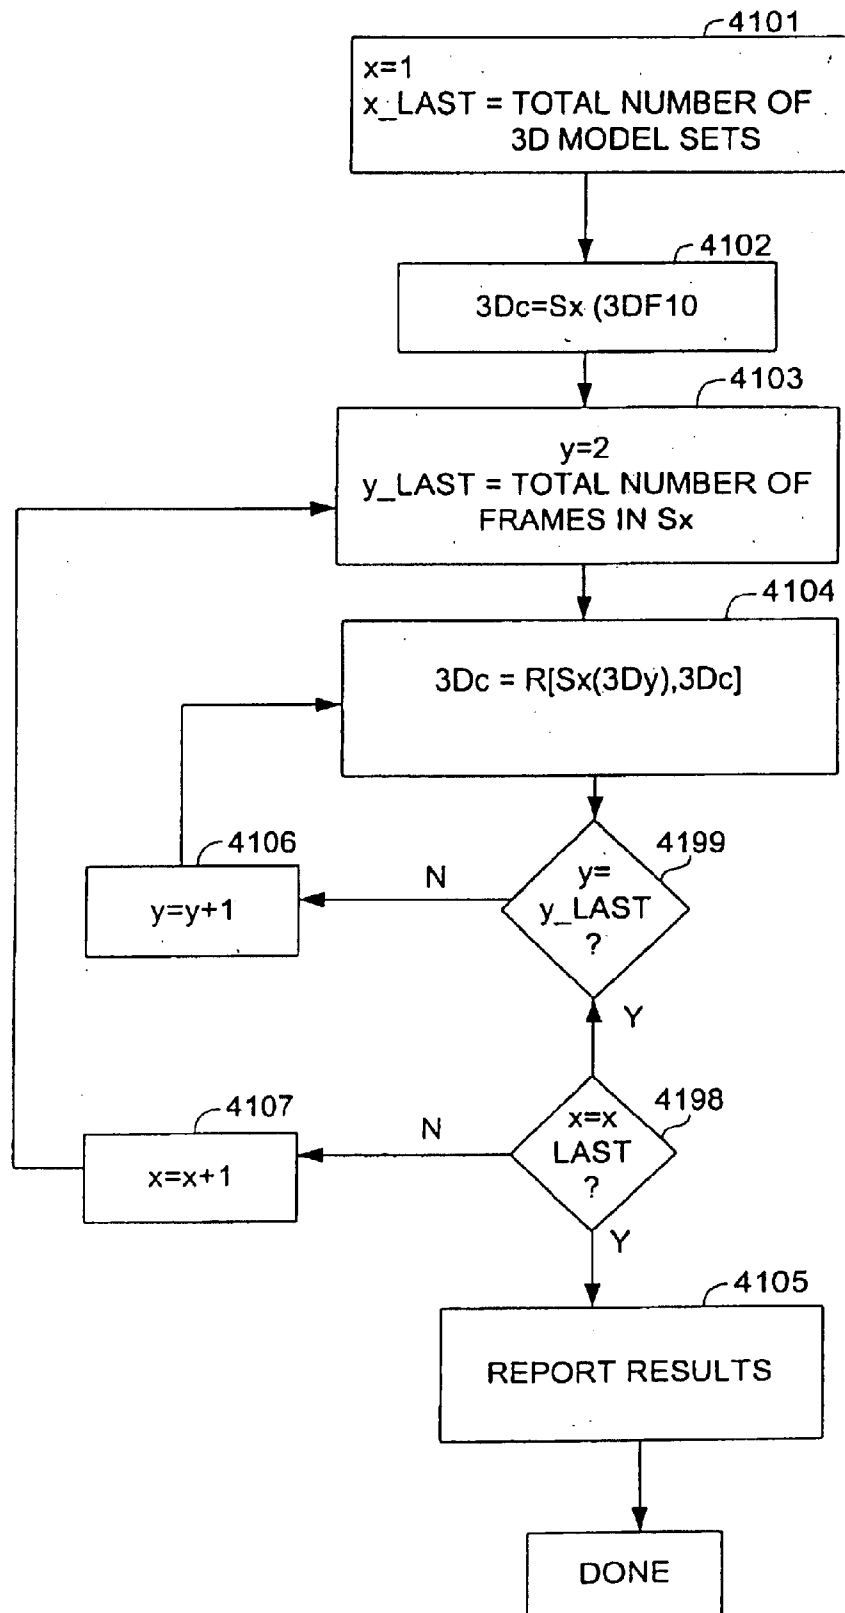 4101
x=1
x_LAST = TOTAL NUMBER OF
3D MODEL SETS
4102
3Dc=Sx (3DF10
4103
y=2
y_LAST = TOTAL NUMBER OF
FRAMES IN Sx
4104
3Dc = R[Sx(3Dy),3Dc]
4106
y=y+1
N
4199
y=
y_LAST
?
Y
4107
x=x+1
N
4198
x=x
LAST
?
Y
4105
REPORT RESULTS
DONE